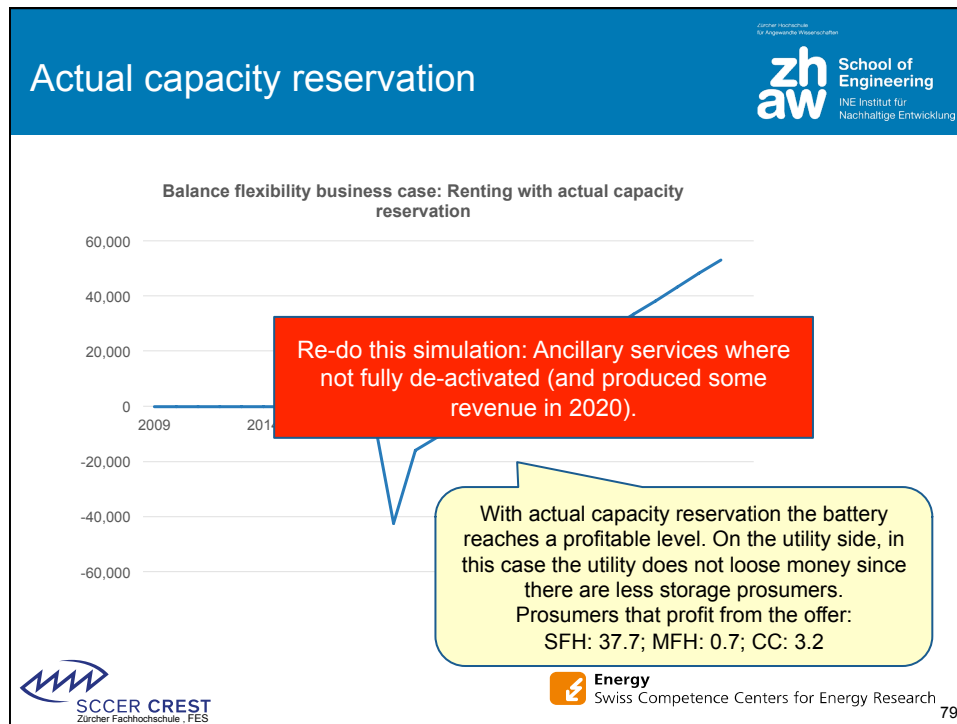 Actual capacity reservation
Zürcher Hochschule
für Angewandte Wissenschaften
zh
aw
School of
Engineering
INE Institut für
Nachhaltige Entwicklung
Balance flexibility business case: Renting with actual capacity
reservation
60,000
40,000
20,000
0
-20,000
-40,000
-60,000
2009
Re-do this simulation: Ancillary services where
not fully de-activated (and produced some
revenue in 2020).
With actual capacity reservation the battery
reaches a profitable level. On the utility side, in
this case the utility does not loose money since
there are less storage prosumers.
Prosumers that profit from the offer:
SFH: 37.7; MFH: 0.7; CC: 3.2
SCCER CREST
Zürcher Fachhochschule , FES
Energy
Swiss Competence Centers for Energy Research
79